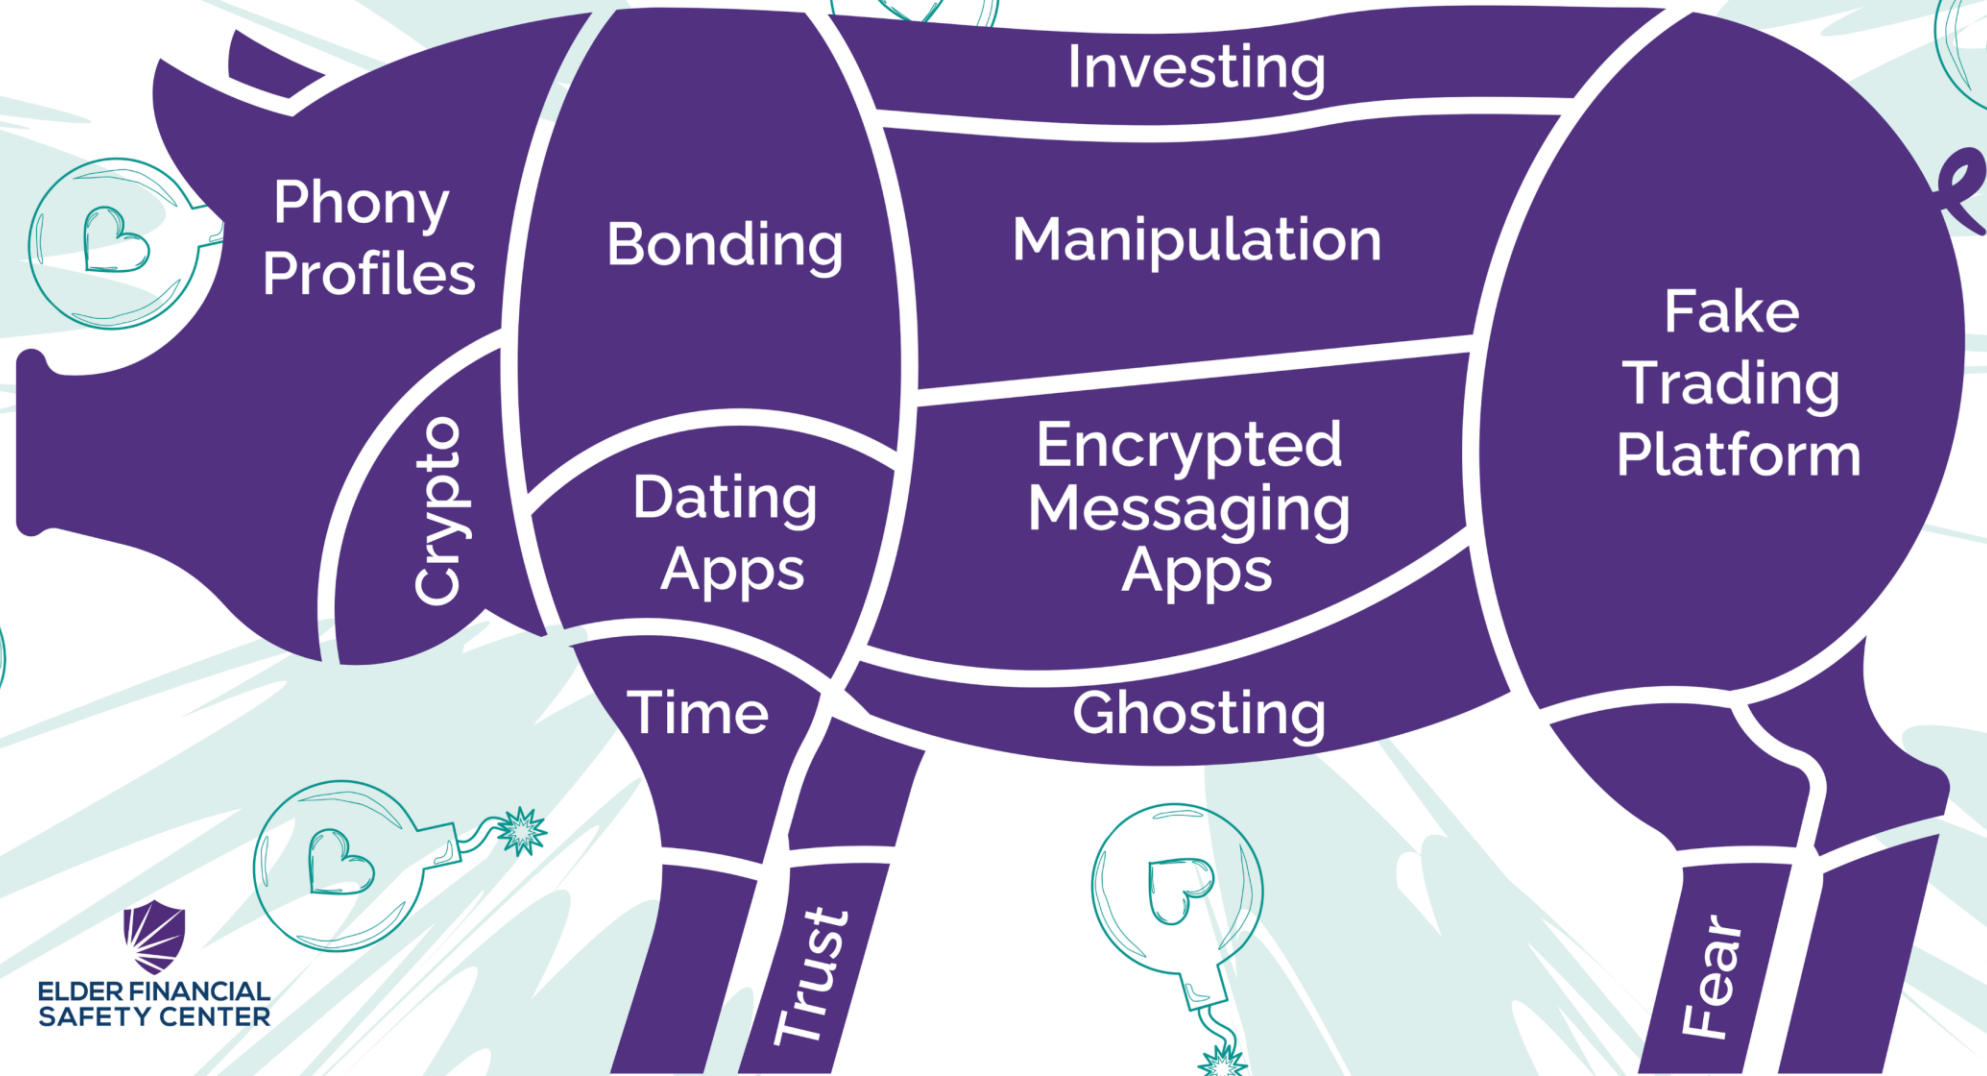 Investing
Phony
Profiles
Bonding
Manipulation
Fake
Trading
Platform
Crypto
Dating
Apps
Encrypted
Messaging
Apps
Time
Ghosting
Trust
Fear
ELDER FINANCIAL
SAFETY CENTER